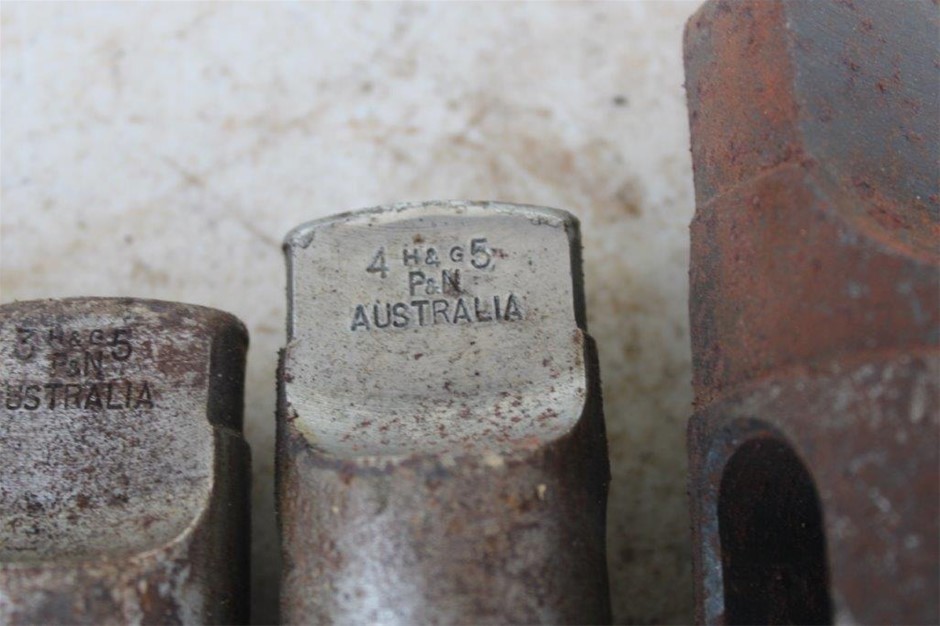 3 H & G 5
P&N
AUSTRALIA
4 H & G 5
P&N
AUSTRALIA